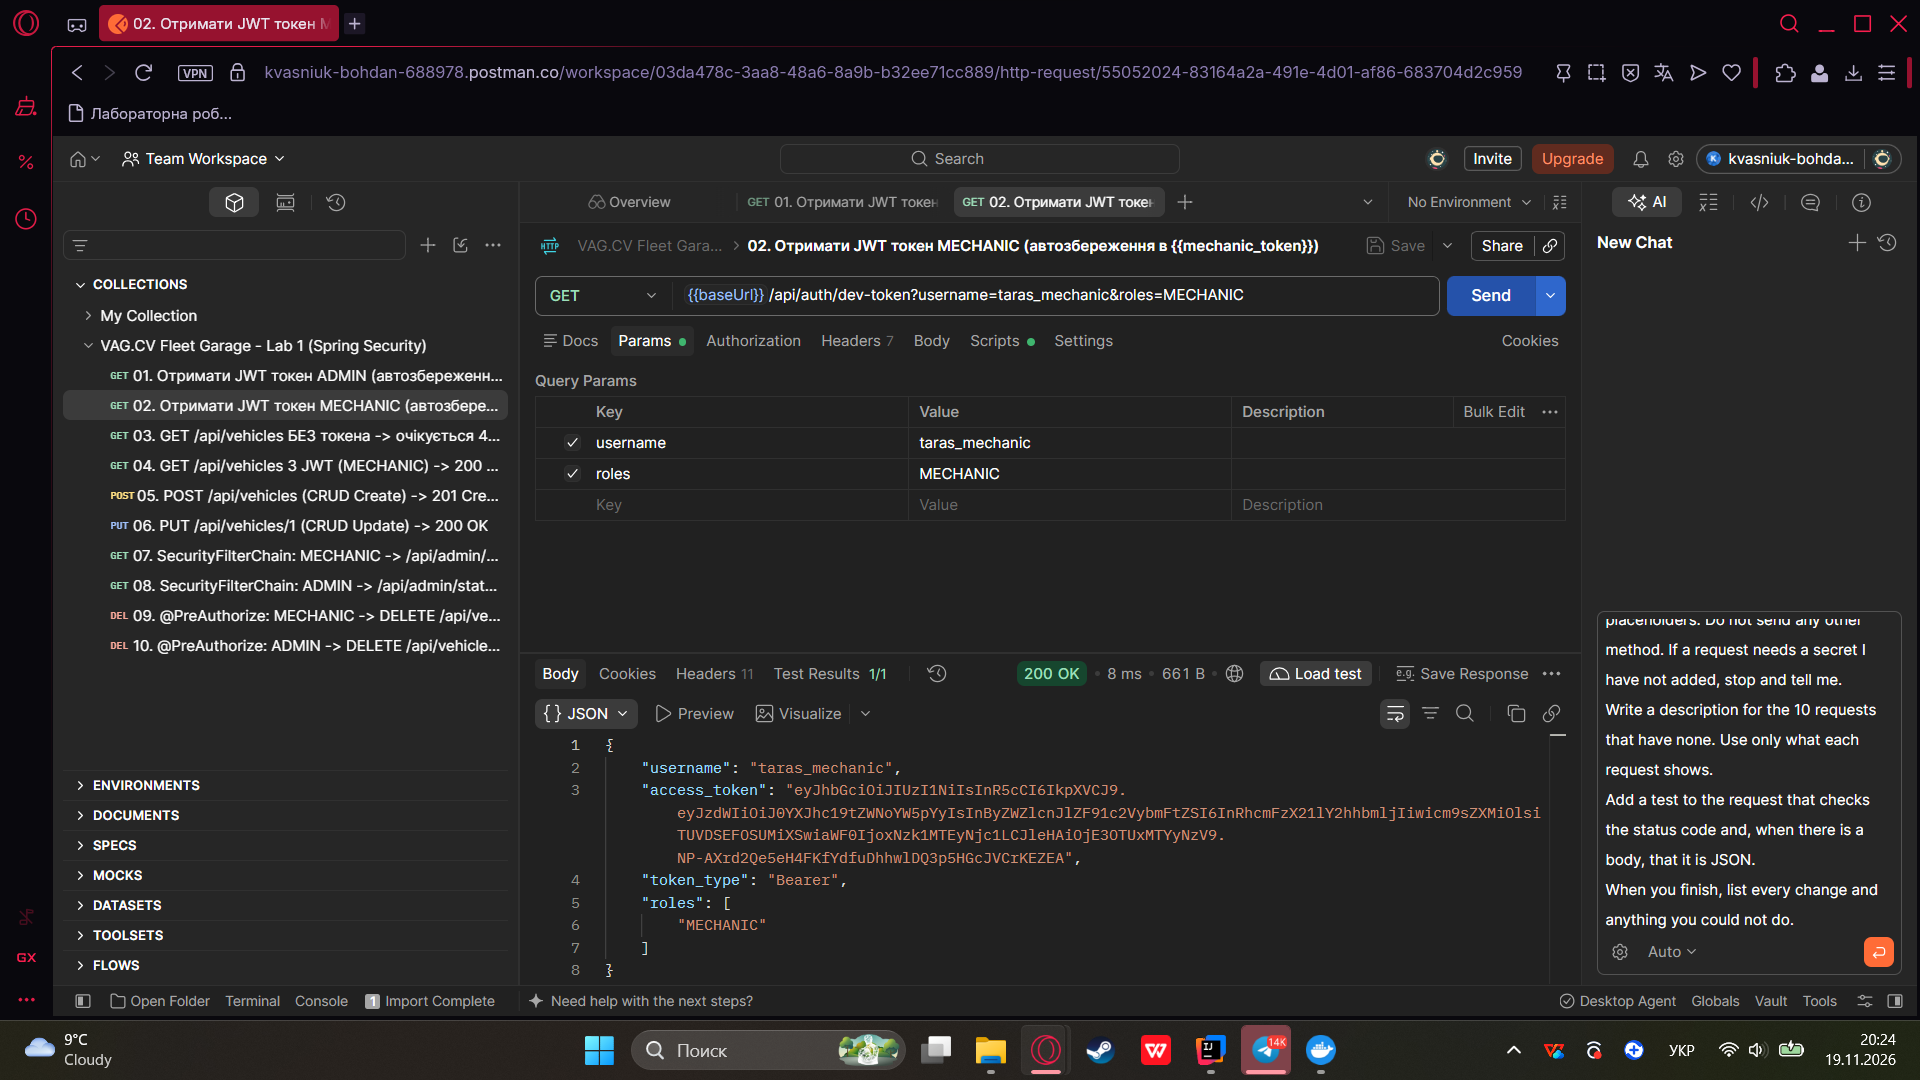 02. Отримати JWT токен M
VPN
kvasniuk-bohdan-688978.postman.co/workspace/03da478c-3aa8-48a6-8a9b-b32ee71cc889/http-request/55052024-83164a2a-491e-4d01-af86-683704d2c959
Лабораторна роб...
Team Workspace
Search
Invite
Upgrade
kvasniuk-bohda...
Overview
GET 01. Отримати JWT токен
GET 02. Отримати JWT токен
No Environment
AI
VAG.CV Fleet Gara... > 02. Отримати JWT токен MECHANIC (автозбереження в {{mechanic_token}})
Save
Share
New Chat
COLLECTIONS
My Collection
VAG.CV Fleet Garage - Lab 1 (Spring Security)
GET 01. Отримати JWT токен ADMIN (автозбереженн...
GET 02. Отримати JWT токен MECHANIC (автозбере...
GET 03. GET /api/vehicles БЕЗ токена -> очікується 4...
GET 04. GET /api/vehicles З JWT (MECHANIC) -> 200 ...
POST 05. POST /api/vehicles (CRUD Create) -> 201 Cre...
PUT 06. PUT /api/vehicles/1 (CRUD Update) -> 200 OK
GET 07. SecurityFilterChain: MECHANIC -> /api/admin/...
GET 08. SecurityFilterChain: ADMIN -> /api/admin/stat...
DEL 09. @PreAuthorize: MECHANIC -> DELETE /api/ve...
DEL 10. @PreAuthorize: ADMIN -> DELETE /api/vehicle...
ENVIRONMENTS
DOCUMENTS
SPECS
MOCKS
DATASETS
TOOLSETS
FLOWS
GET {{baseUrl}} /api/auth/dev-token?username=taras_mechanic&roles=MECHANIC
Send
Docs Params Authorization Headers 7 Body Scripts Settings Cookies
Query Params
Key Value Description Bulk Edit
username taras_mechanic
roles MECHANIC
Key Value Description
Body Cookies Headers 11 Test Results 1/1 200 OK 8 ms 661 B Load test e.g. Save Response
{} JSON Preview Visualize
1 {
2 "username": "taras_mechanic",
3 "access_token": "eyJhbGciOiJIUzI1NiIsInR5cCI6IkpXVCJ9.
eyJzdWIiOiJ0YXJhc19tZWNoYW5pYyIsInByZWZlcnJlZF91c2VybmFtZSI6InRhcmFzX21lY2hhbmljIiwicm9sZXMiOlsi
TUVDSEFOSUMiXSwiaWF0IjoxNzk1MTEyNjc1LCJleHAiOjE3OTUxMTYyNzV9.
NP-AXrd2Qe5eH4FKfYdfuDhhwlDQ3p5HGcJVCrKEZEA",
4 "token_type": "Bearer",
5 "roles": [
6 "MECHANIC"
7 ]
8 }
placeholders. Do not send any other
method. If a request needs a secret I
have not added, stop and tell me.
Write a description for the 10 requests
that have none. Use only what each
request shows.
Add a test to the request that checks
the status code and, when there is a
body, that it is JSON.
When you finish, list every change and
anything you could not do.
Auto
GX
Open Folder Terminal Console 1 Import Complete Need help with the next steps? Desktop Agent Globals Vault Tools
9°C
Cloudy
Поиск
14K
УКР
20:24
19.11.2026